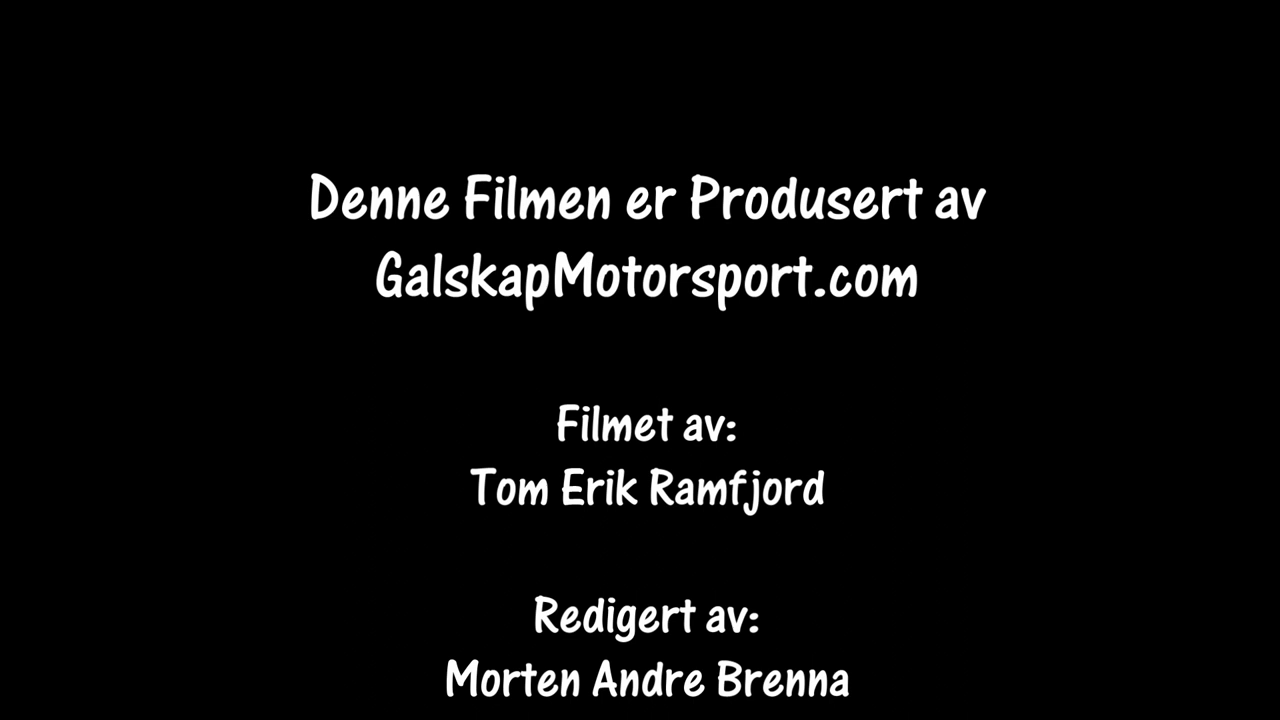 Denne Filmen er Produsert av
GalskapMotorsport.com
Filmet av:
Tom Erik Ramfjord
Redigert av:
Morten Andre Brenna